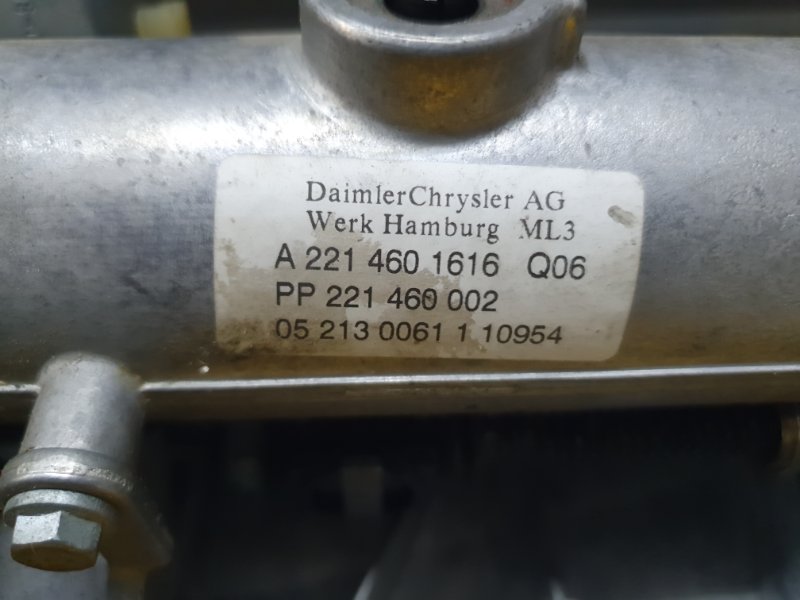 DaimlerChrysler AG
Werk Hamburg ML3
A 221 460 1616 Q06
PP 221 460 002
05 213 0061 1 10954